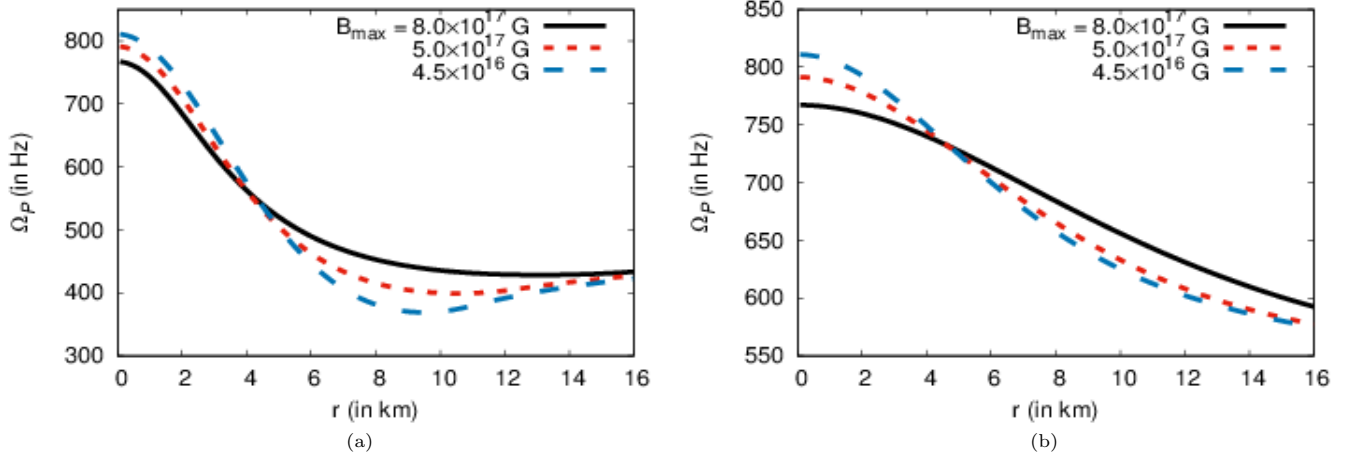 B_max = 8.0×10^17 G
5.0×10^17 G
4.5×10^16 G
Ω_P (in Hz)
800
700
600
500
400
300
0 2 4 6 8 10 12 14 16
r (in km)
(a)
B_max = 8.0×10^17 G
5.0×10^17 G
4.5×10^16 G
Ω_P (in Hz)
850
800
750
700
650
600
550
0 2 4 6 8 10 12 14 16
r (in km)
(b)